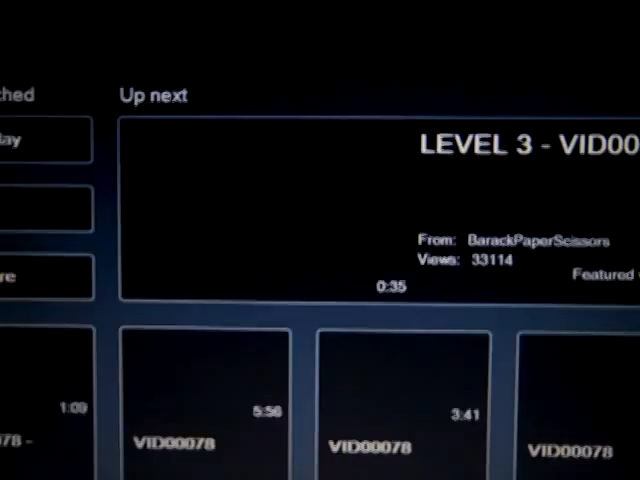 ched
Up next
lay
LEVEL 3 - VID00
From: BarackPaperScissors
Views: 33114
Featured
re
0:35
1:09
5:56
3:41
78 -
VID00078
VID00078
VID00078